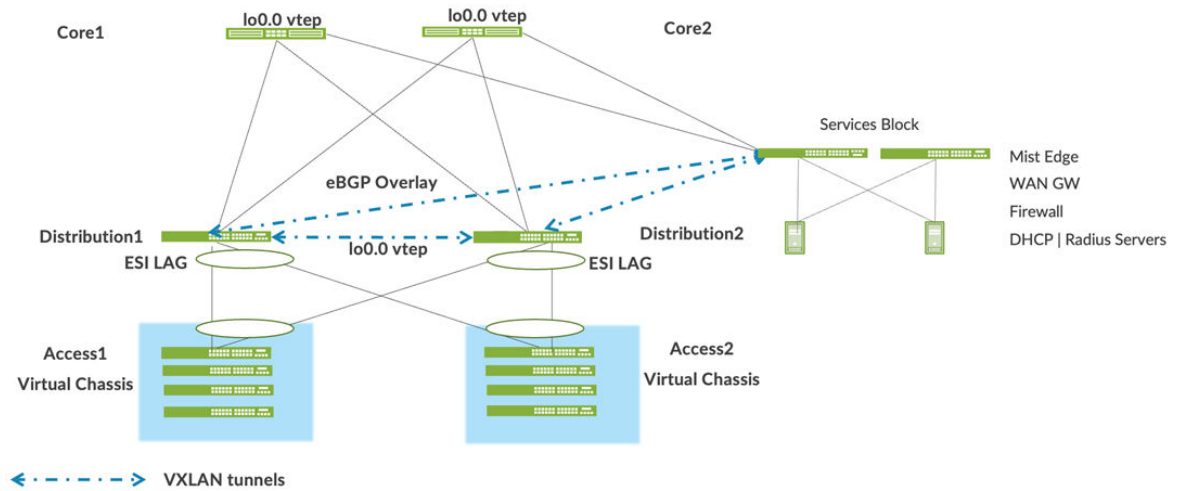 lo0.0 vtep
lo0.0 vtep
Core1
Core2
Services Block
Mist Edge
WAN GW
Firewall
DHCP | Radius Servers
eBGP Overlay
Distribution1
lo0.0 vtep
Distribution2
ESI LAG
ESI LAG
Access1
Virtual Chassis
Access2
Virtual Chassis
VXLAN tunnels